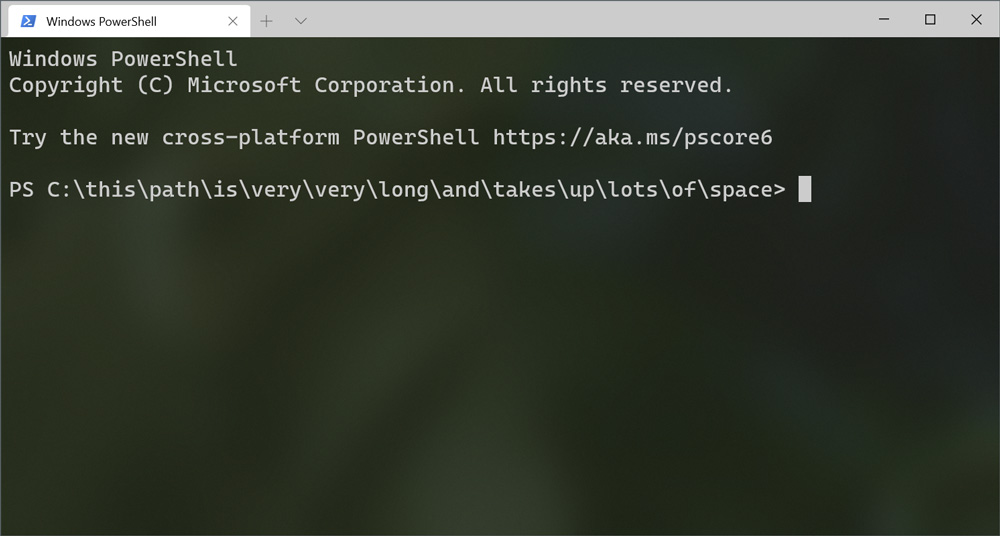 Windows PowerShell
Windows PowerShell
Copyright (C) Microsoft Corporation. All rights reserved.
Try the new cross-platform PowerShell https://aka.ms/pscore6
PS C:\this\path\is\very\very\long\and\takes\up\lots\of\space>